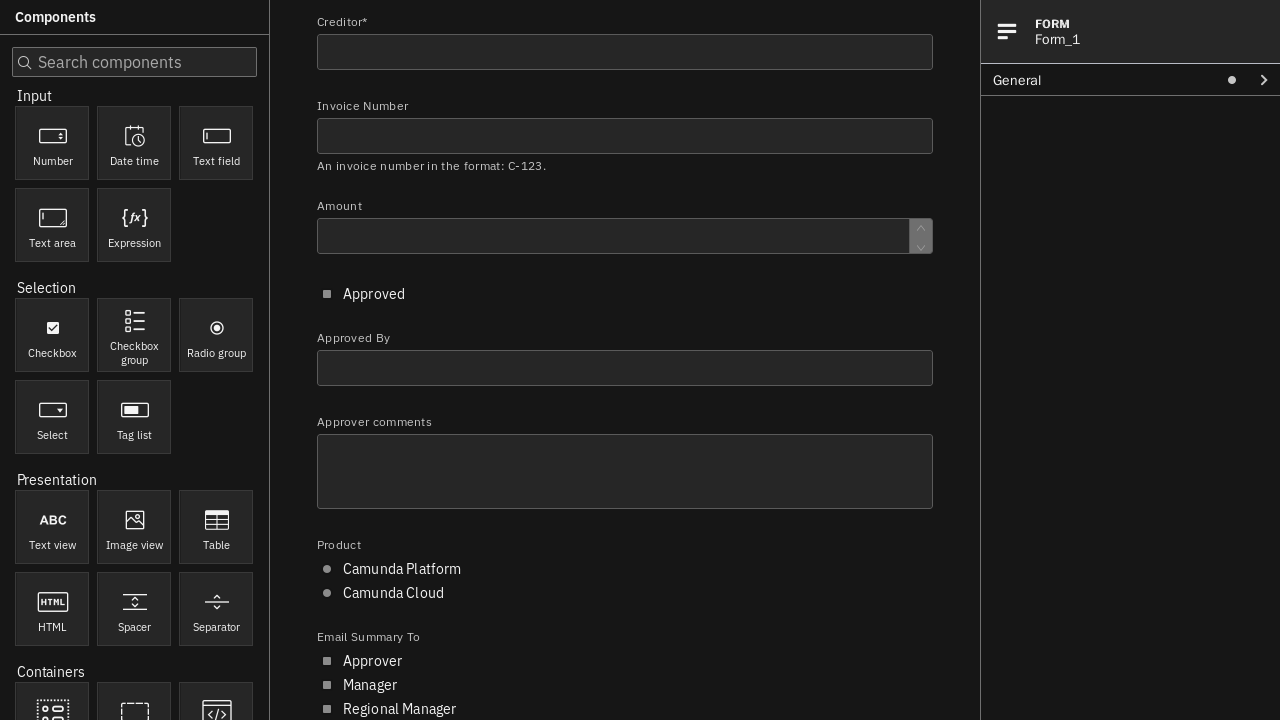 Components
Search components
Input
Number
Date time
Text field
Text area
Expression
Selection
Checkbox
Checkbox
group
Radio group
Select
Tag list
Presentation
ABC
Text view
Image view
Table
HTML
HTML
Spacer
Separator
Containers
Creditor*
Invoice Number
An invoice number in the format: C-123.
Amount
Approved
Approved By
Approver comments
Product
Camunda Platform
Camunda Cloud
Email Summary To
Approver
Manager
Regional Manager
FORM
Form_1
General